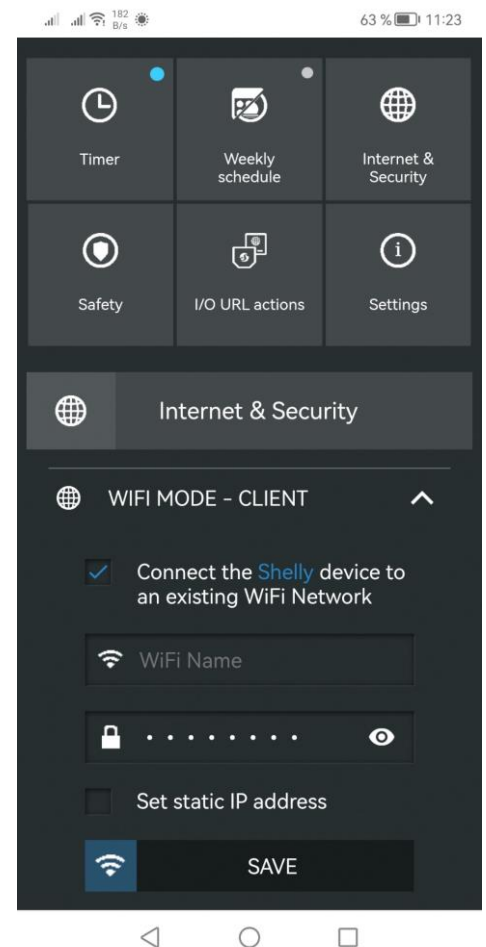 182
B/s
63 %
11:23
Timer
Weekly
schedule
Internet &
Security
Safety
I/O URL actions
Settings
Internet & Security
WIFI MODE - CLIENT
Connect the Shelly device to
an existing WiFi Network
WiFi Name
Set static IP address
SAVE